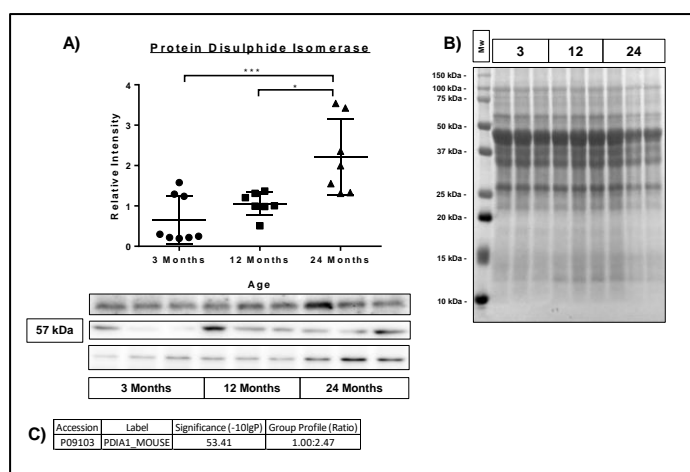 A)
Protein Disulphide Isomerase
***
*
Relative Intensity
4
3
2
1
0
3 Months 12 Months 24 Months
Age
57 kDa
3 Months 12 Months 24 Months
B)
Mw 3 12 24
150 kDa -
100 kDa -
75 kDa -
50 kDa -
37 kDa -
25 kDa -
20 kDa -
15 kDa -
10 kDa -
C)
Accession Label Significance (-10lgP) Group Profile (Ratio)
P09103 PDIA1_MOUSE 53.41 1.00:2.47